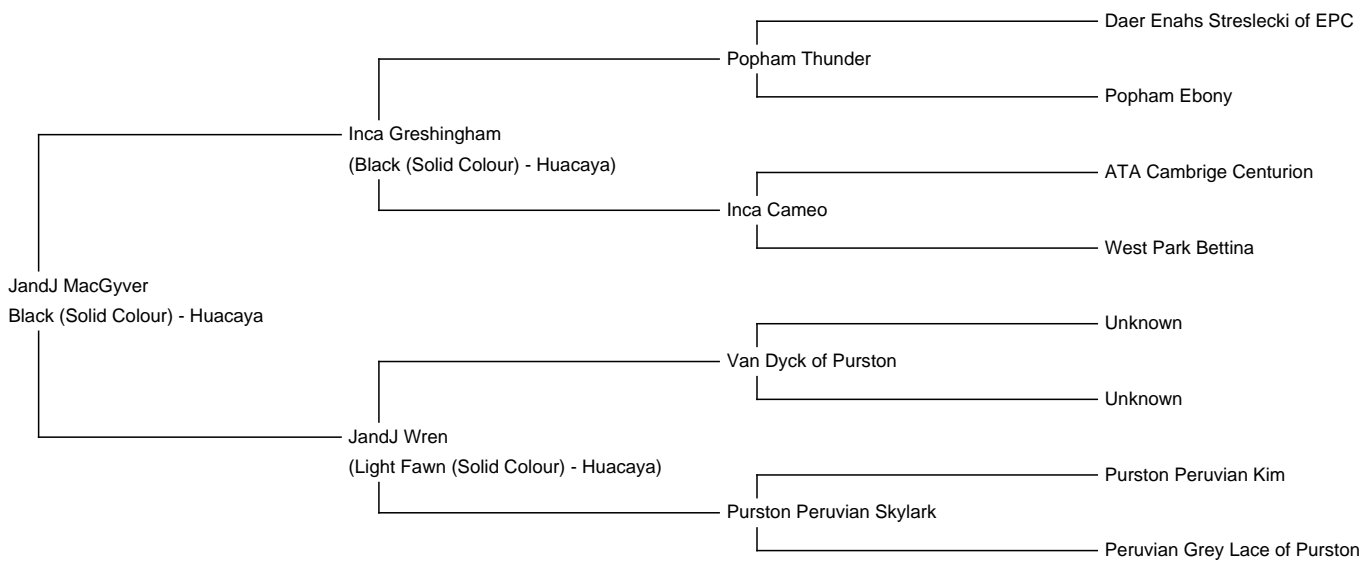 Daer Enahs Streslecki of EPC
Popham Thunder
Popham Ebony
Inca Greshingham
(Black (Solid Colour) - Huacaya)
ATA Cambrige Centurion
Inca Cameo
West Park Bettina
JandJ MacGyver
Black (Solid Colour) - Huacaya
Unknown
Van Dyck of Purston
Unknown
JandJ Wren
(Light Fawn (Solid Colour) - Huacaya)
Purston Peruvian Kim
Purston Peruvian Skylark
Peruvian Grey Lace of Purston